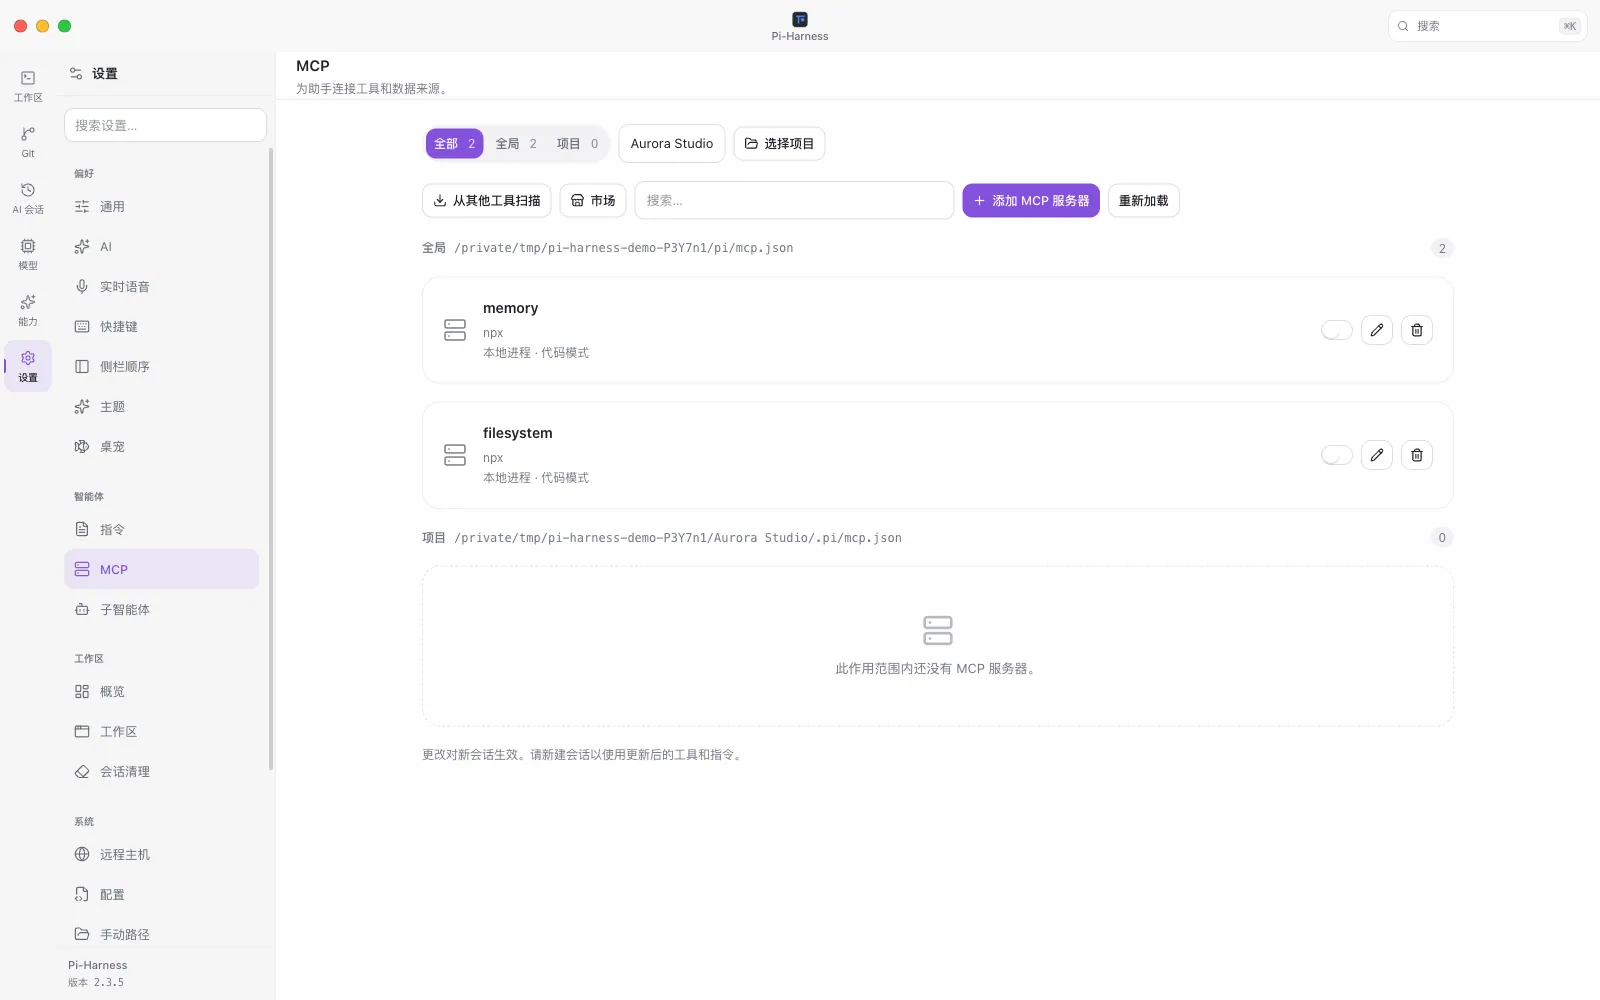 Pi-Harness
搜索
⌘K
工作区
Git
AI 会话
模型
能力
设置
设置
搜索设置...
偏好
通用
AI
实时语音
快捷键
侧栏顺序
主题
桌宠
智能体
指令
MCP
子智能体
工作区
概览
工作区
会话清理
系统
远程主机
配置
手动路径
Pi-Harness
版本 2.3.5
MCP
为助手连接工具和数据来源。
全部 2 全局 2 项目 0 Aurora Studio 选择项目
从其他工具扫描 市场 搜索... 添加 MCP 服务器 重新加载
全局 /private/tmp/pi-harness-demo-P3Y7n1/pi/mcp.json 2
memory
npx
本地进程 · 代码模式
filesystem
npx
本地进程 · 代码模式
项目 /private/tmp/pi-harness-demo-P3Y7n1/Aurora Studio/.pi/mcp.json 0
此作用范围内还没有 MCP 服务器。
更改对新会话生效。请新建会话以使用更新后的工具和指令。